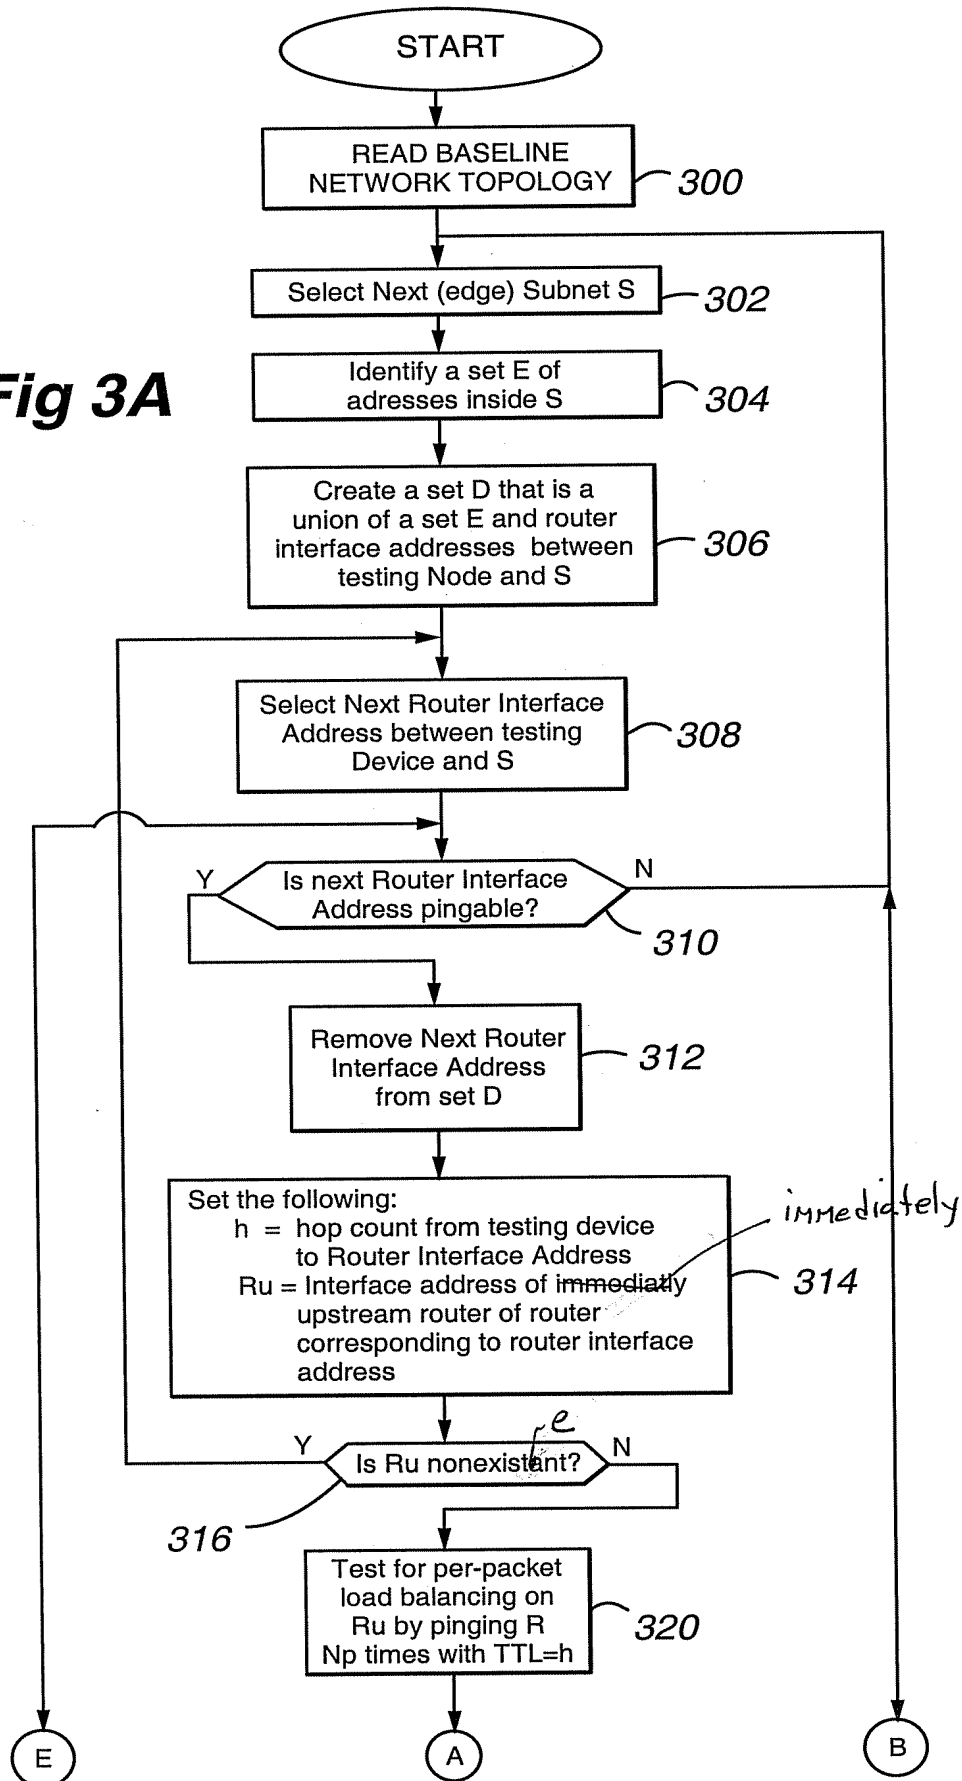 START
READ BASELINE
NETWORK TOPOLOGY
300
Select Next (edge) Subnet S
302
Fig 3A
Identify a set E of
adresses inside S
304
Create a set D that is a
union of a set E and router
interface addresses between
testing Node and S
306
Select Next Router Interface
Address between testing
Device and S
308
Y
Is next Router Interface
Address pingable?
N
310
Remove Next Router
Interface Address
from set D
312
Set the following:
h = hop count from testing device
to Router Interface Address
Ru = Interface address of immediatly
upstream router of router
corresponding to router interface
address
immediately
314
e
Y
Is Ru nonexistant?
N
316
Test for per-packet
load balancing on
Ru by pinging R
Np times with TTL=h
320
E
A
B